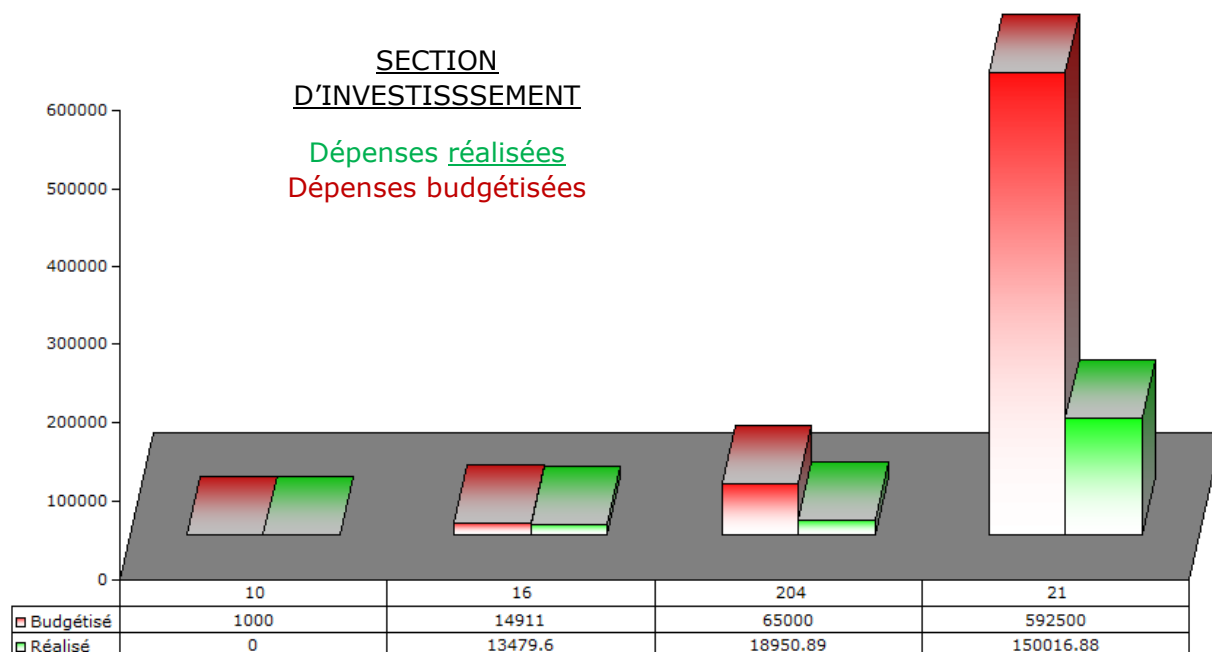 SECTION
D'INVESTISSSEMENT
Dépenses réalisées
Dépenses budgétisées
600000
500000
400000
300000
200000
100000
0
10 16 204 21
Budgétisé 1000 14911 65000 592500
Réalisé 0 13479.6 18950.89 150016.88